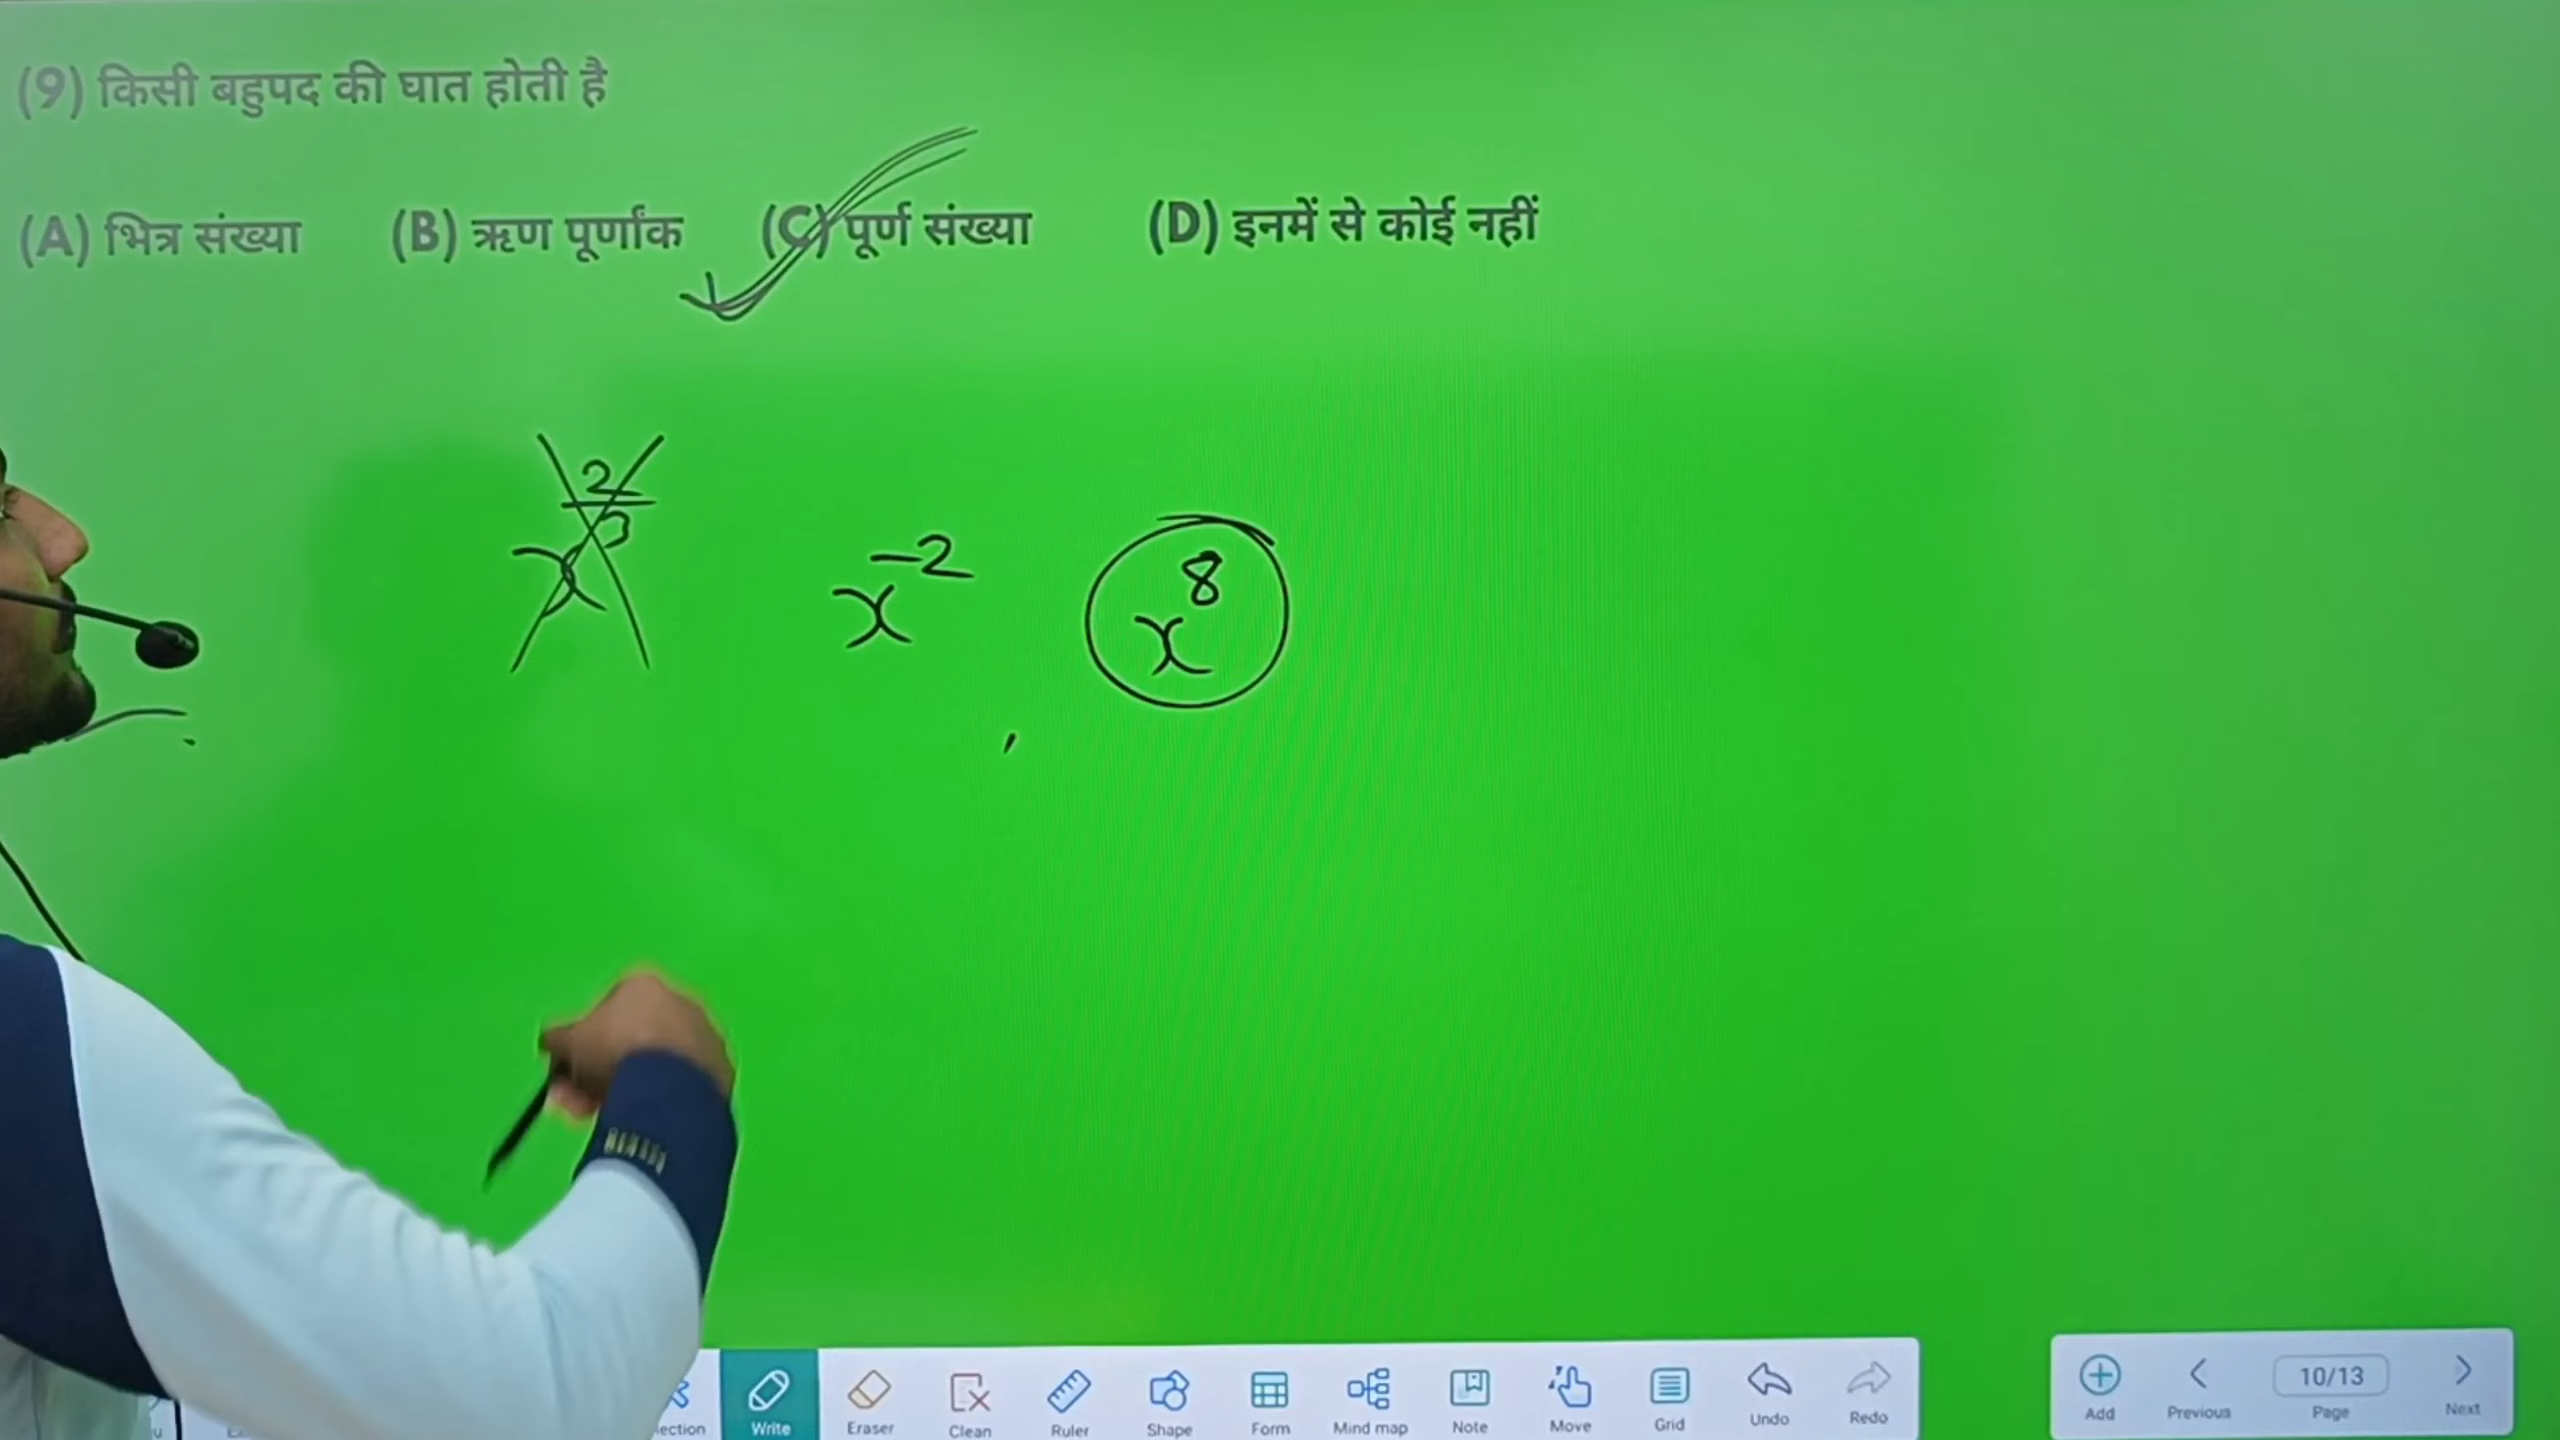 (9) किसी बहुपद की घात होती है
(A) भित्र संख्या (B) ऋण पूर्णांक (C) पूर्ण संख्या (D) इनमें से कोई नहीं
x^2/3 x^-2 x^8
lection Write Eraser Clean Ruler Shape Form Mind map Note Move Grid Undo Redo
10/13
Add Previous Page Next